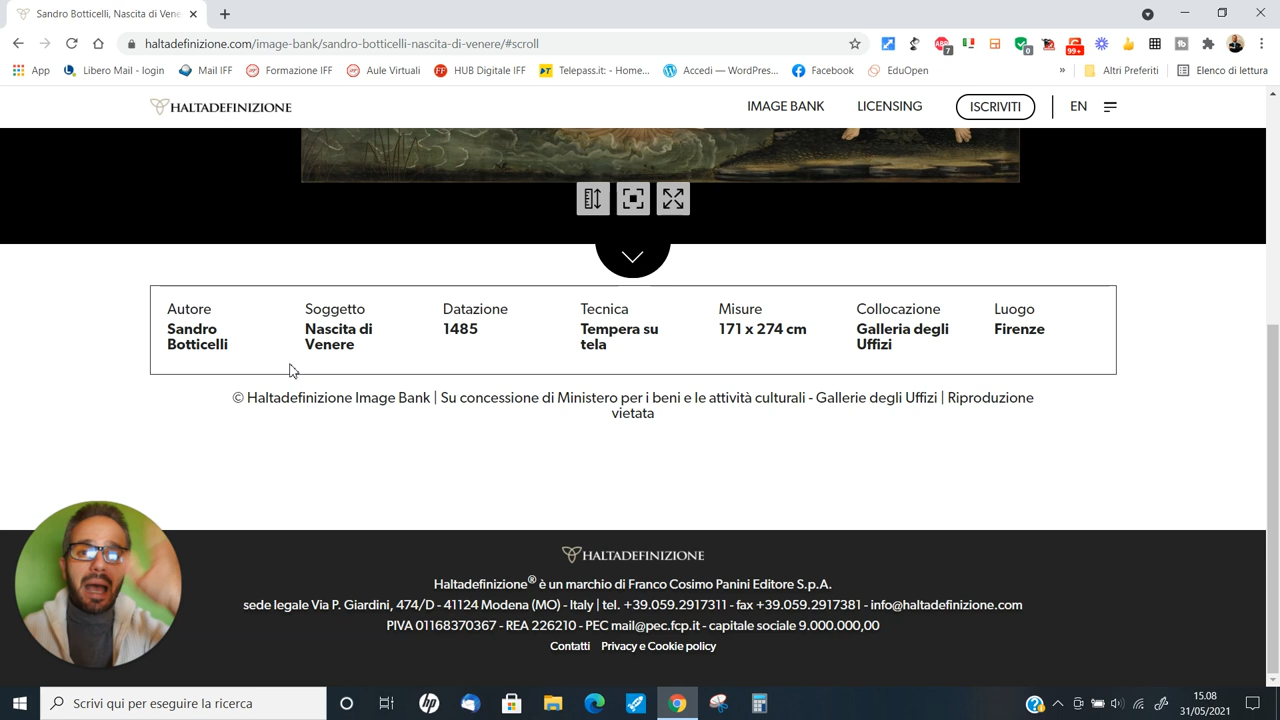 Sandro Botticelli, Nascita di Vene
haltadefinizione.com/image-bank/sandro-botticelli-nascita-di-venere/#scroll
7
0
99+
App
Libero Mail - login
Mail IFF
Formazione IFF
Aule Virtuali
HUB Digitale IFF
Telepass.it: - Home...
Accedi — WordPres...
Facebook
EduOpen
»
Altri Preferiti
Elenco di lettura
HALTADEFINIZIONE
IMAGE BANK
LICENSING
ISCRIVITI
EN
Autore
Sandro
Botticelli
Soggetto
Nascita di
Venere
Datazione
1485
Tecnica
Tempera su
tela
Misure
171 x 274 cm
Collocazione
Galleria degli
Uffizi
Luogo
Firenze
© Haltadefinizione Image Bank | Su concessione di Ministero per i beni e le attività culturali - Gallerie degli Uffizi | Riproduzione
vietata
HALTADEFINIZIONE
Haltadefinizione® è un marchio di Franco Cosimo Panini Editore S.p.A.
sede legale Via P. Giardini, 474/D - 41124 Modena (MO) - Italy | tel. +39.059.2917311 - fax +39.059.2917381 - info@haltadefinizione.com
PIVA 01168370367 - REA 226210 - PEC mail@pec.fcp.it - capitale sociale 9.000.000,00
Contatti Privacy e Cookie policy
Scrivi qui per eseguire la ricerca
15.08
31/05/2021